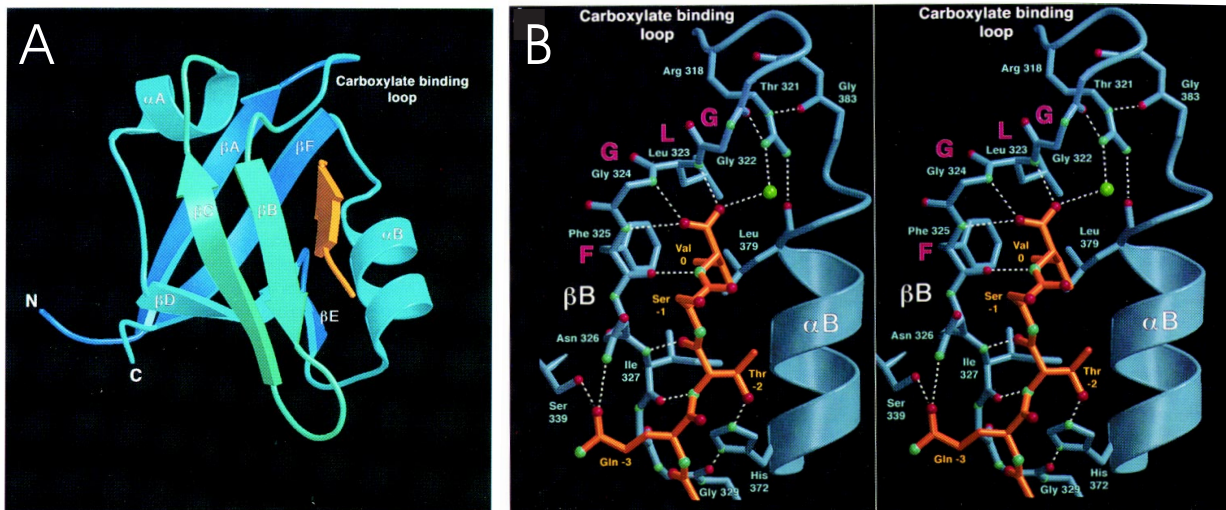 A
Carboxylate binding
loop
αA
βA
βF
βC
βB
αB
βD
βE
N
C
B
Carboxylate binding
loop
Arg 318
Thr 321
Gly
383
G
L
G
Leu 323
Gly 322
Gly 324
Phe 325
F
Val
0
Leu
379
βB
Ser
-1
αB
Asn 326
Ile
327
Thr
-2
Ser
339
Gln -3
His
372
Gly 329
Carboxylate binding
loop
Arg 318
Thr 321
Gly
383
G
L
G
Leu 323
Gly 322
Gly 324
Phe 325
F
Val
0
Leu
379
βB
Ser
-1
αB
Asn 326
Ile
327
Thr
-2
Ser
339
Gln -3
His
372
Gly 329